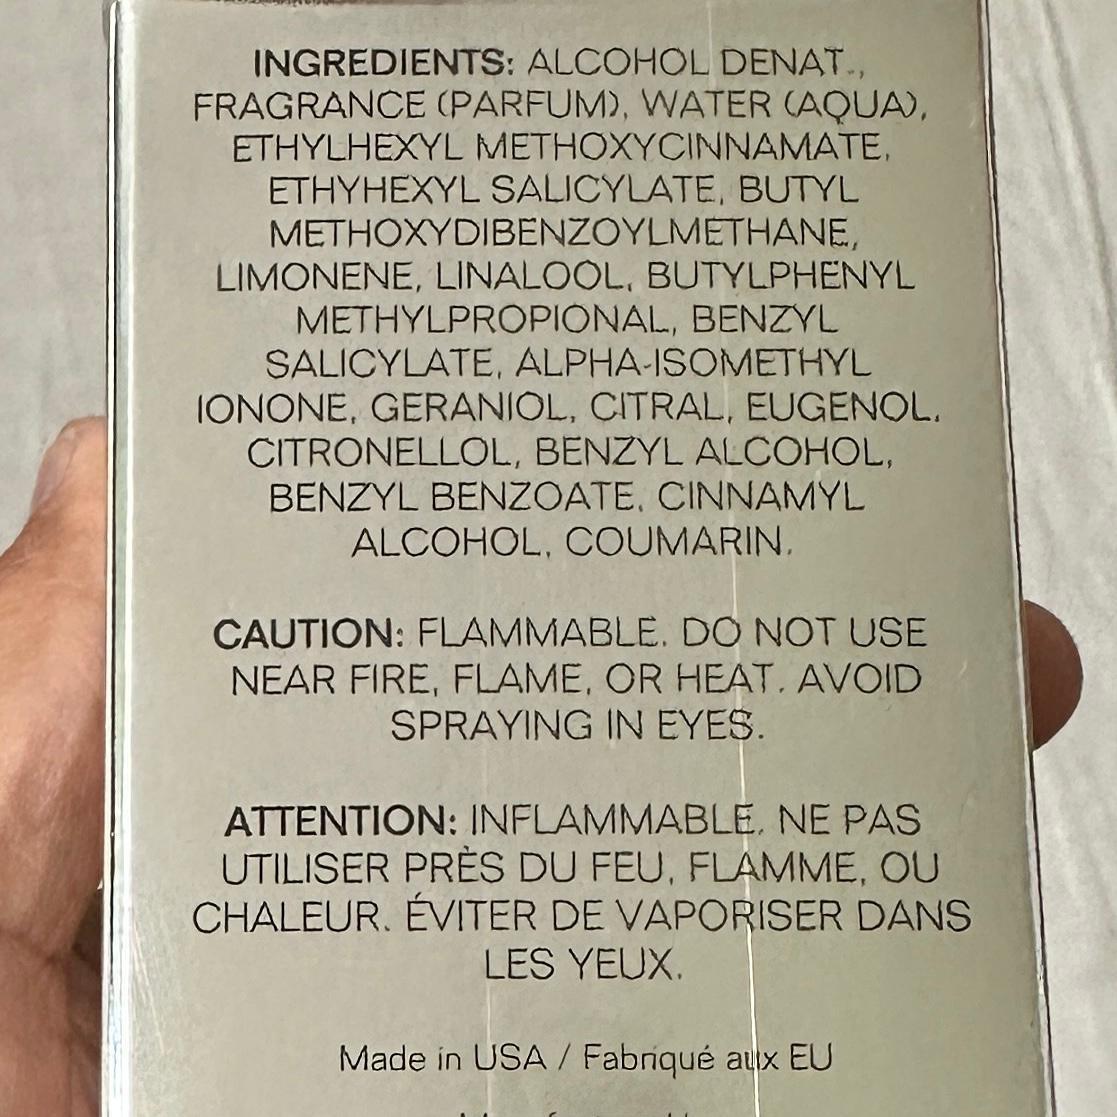 INGREDIENTS: ALCOHOL DENAT.,
FRAGRANCE (PARFUM), WATER (AQUA),
ETHYLHEXYL METHOXYCINNAMATE,
ETHYHEXYL SALICYLATE, BUTYL
METHOXYDIBENZOYLMETHANE,
LIMONENE, LINALOOL, BUTYLPHENYL
METHYLPROPIONAL, BENZYL
SALICYLATE, ALPHA-ISOMETHYL
IONONE, GERANIOL, CITRAL, EUGENOL,
CITRONELLOL, BENZYL ALCOHOL,
BENZYL BENZOATE, CINNAMYL
ALCOHOL, COUMARIN.
CAUTION: FLAMMABLE. DO NOT USE
NEAR FIRE, FLAME, OR HEAT. AVOID
SPRAYING IN EYES.
ATTENTION: INFLAMMABLE. NE PAS
UTILISER PRÈS DU FEU, FLAMME, OU
CHALEUR. ÉVITER DE VAPORISER DANS
LES YEUX.
Made in USA / Fabriqué aux EU